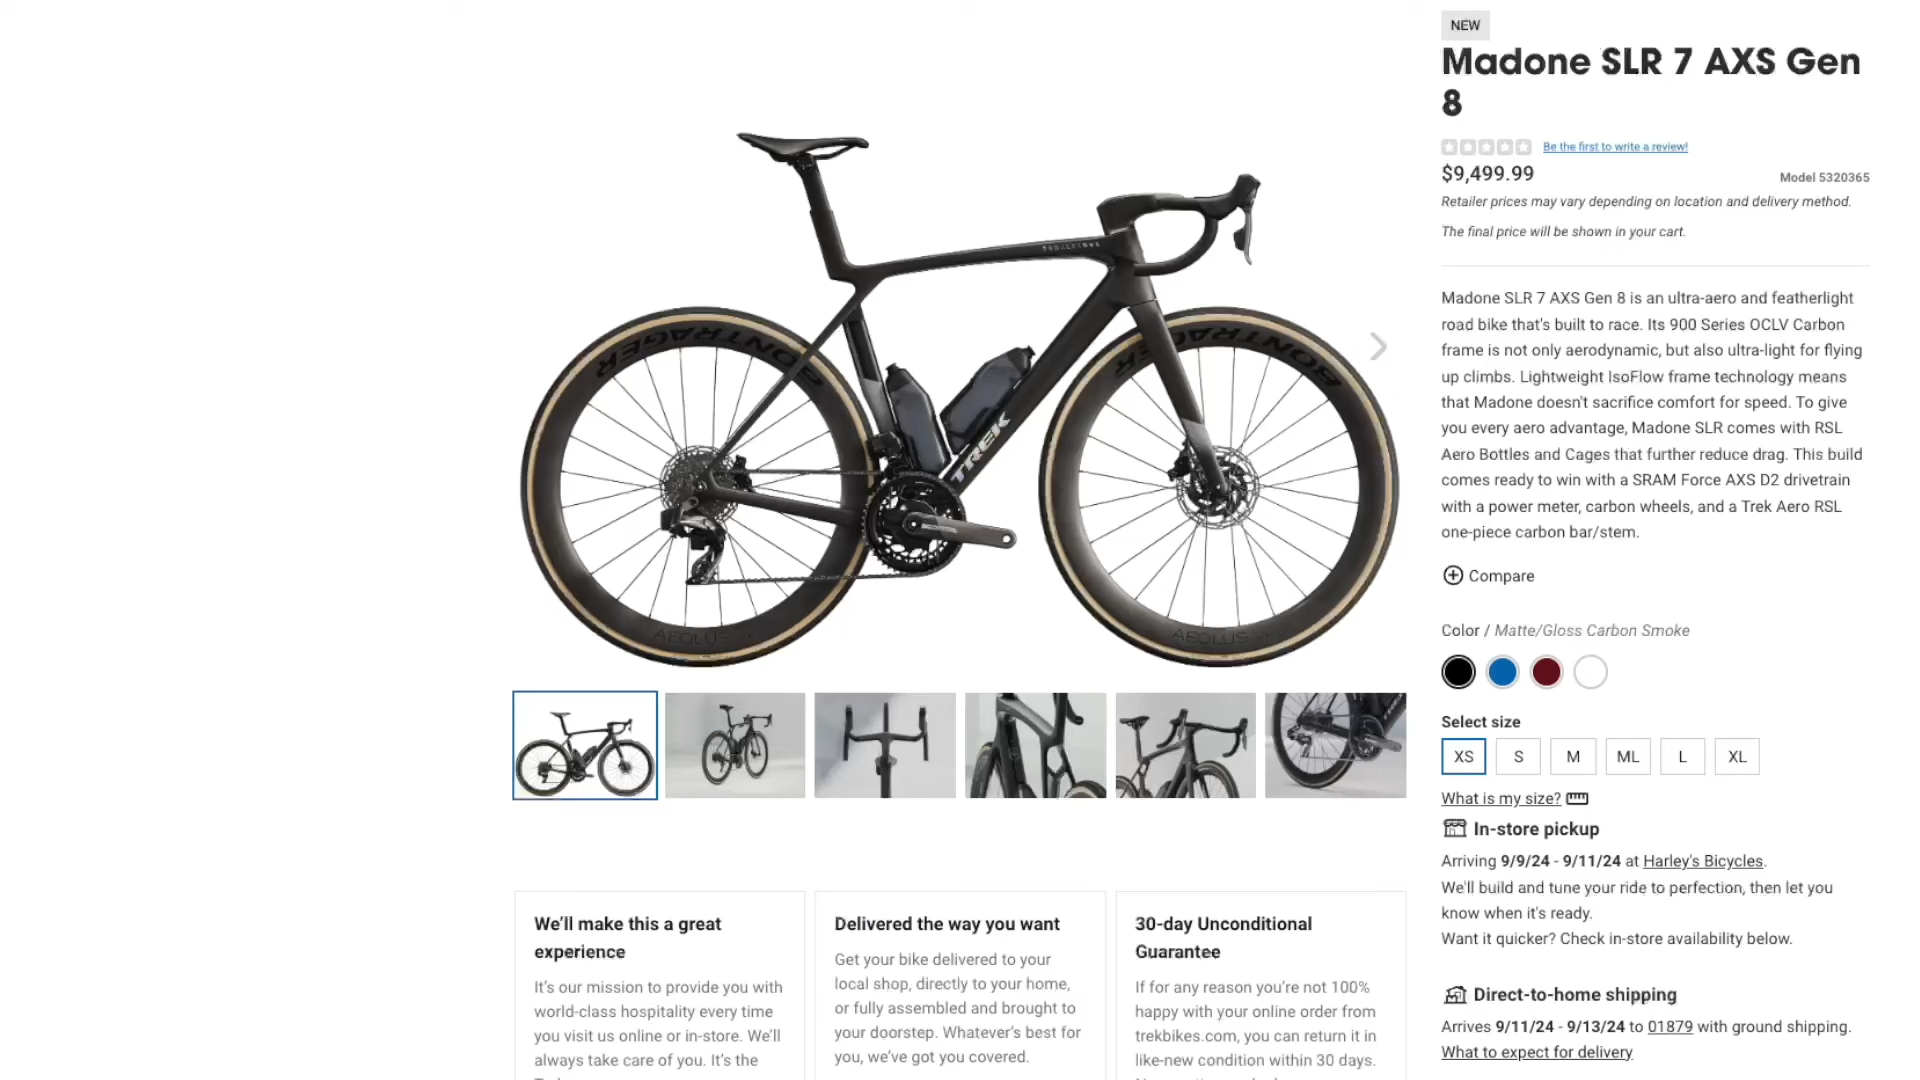 NEW
Madone SLR 7 AXS Gen
8
Be the first to write a review!
$9,499.99
Model 5320365
Retailer prices may vary depending on location and delivery method.
The final price will be shown in your cart.
Madone SLR 7 AXS Gen 8 is an ultra-aero and featherlight
road bike that's built to race. Its 900 Series OCLV Carbon
frame is not only aerodynamic, but also ultra-light for flying
up climbs. Lightweight IsoFlow frame technology means
that Madone doesn't sacrifice comfort for speed. To give
you every aero advantage, Madone SLR comes with RSL
Aero Bottles and Cages that further reduce drag. This build
comes ready to win with a SRAM Force AXS D2 drivetrain
with a power meter, carbon wheels, and a Trek Aero RSL
one-piece carbon bar/stem.
Compare
Color / Matte/Gloss Carbon Smoke
Select size
XS S M ML L XL
What is my size?
In-store pickup
Arriving 9/9/24 - 9/11/24 at Harley's Bicycles.
We'll build and tune your ride to perfection, then let you
know when it's ready.
Want it quicker? Check in-store availability below.
Direct-to-home shipping
Arrives 9/11/24 - 9/13/24 to 01879 with ground shipping.
What to expect for delivery
BONTRAGER
BONTRAGER
TREK
AEOLUS
AEOLUS
We'll make this a great
experience
It's our mission to provide you with
world-class hospitality every time
you visit us online or in-store. We'll
always take care of you. It's the
Delivered the way you want
Get your bike delivered to your
local shop, directly to your home,
or fully assembled and brought to
your doorstep. Whatever's best for
you, we've got you covered.
30-day Unconditional
Guarantee
If for any reason you're not 100%
happy with your online order from
trekbikes.com, you can return it in
like-new condition within 30 days.